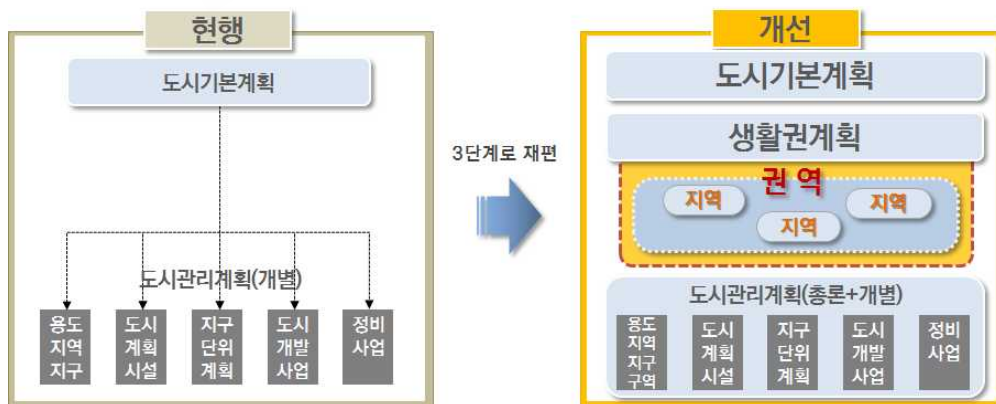 현행
도시기본계획
도시관리계획(개별)
용도
지역
지구
도시
계획
시설
지구
단위
계획
도시
개발
사업
정비
사업
3단계로 재편
개선
도시기본계획
생활권계획
권 역
지역
지역
지역
도시관리계획(총론+개별)
용도
지역
지구
구역
도시
계획
시설
지구
단위
계획
도시
개발
사업
정비
사업